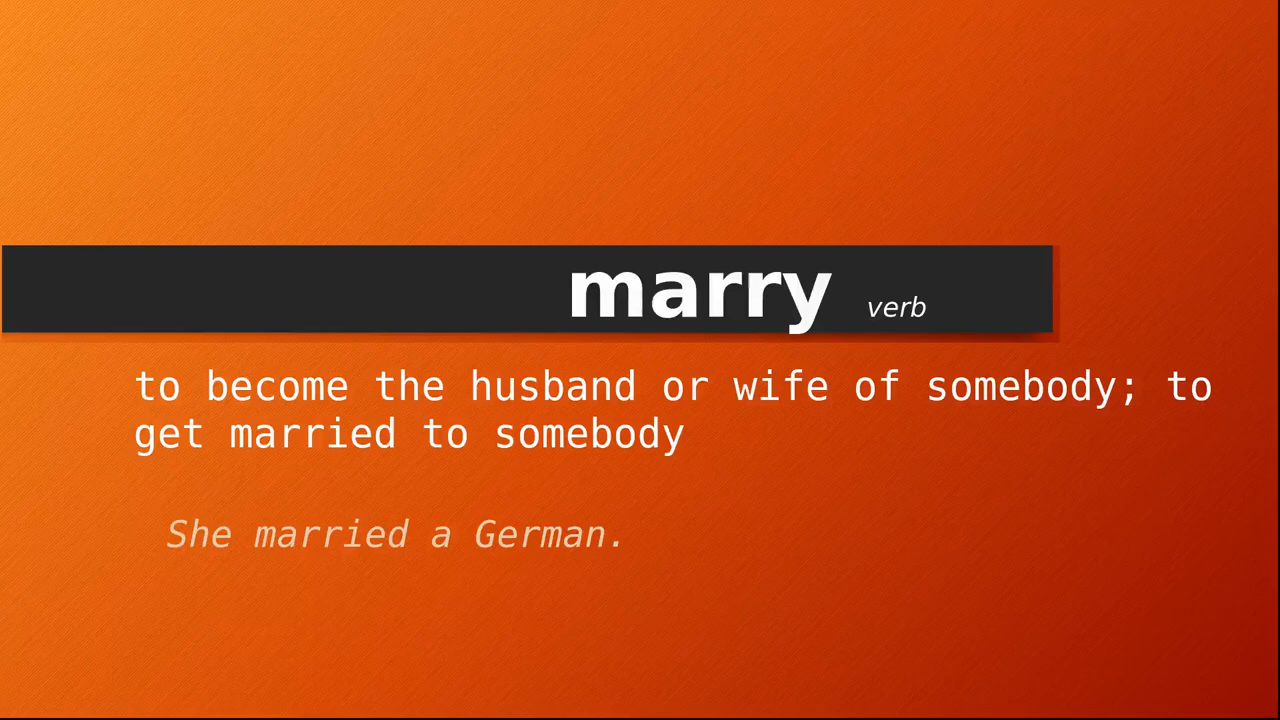 marry verb
to become the husband or wife of somebody; to
get married to somebody
She married a German.